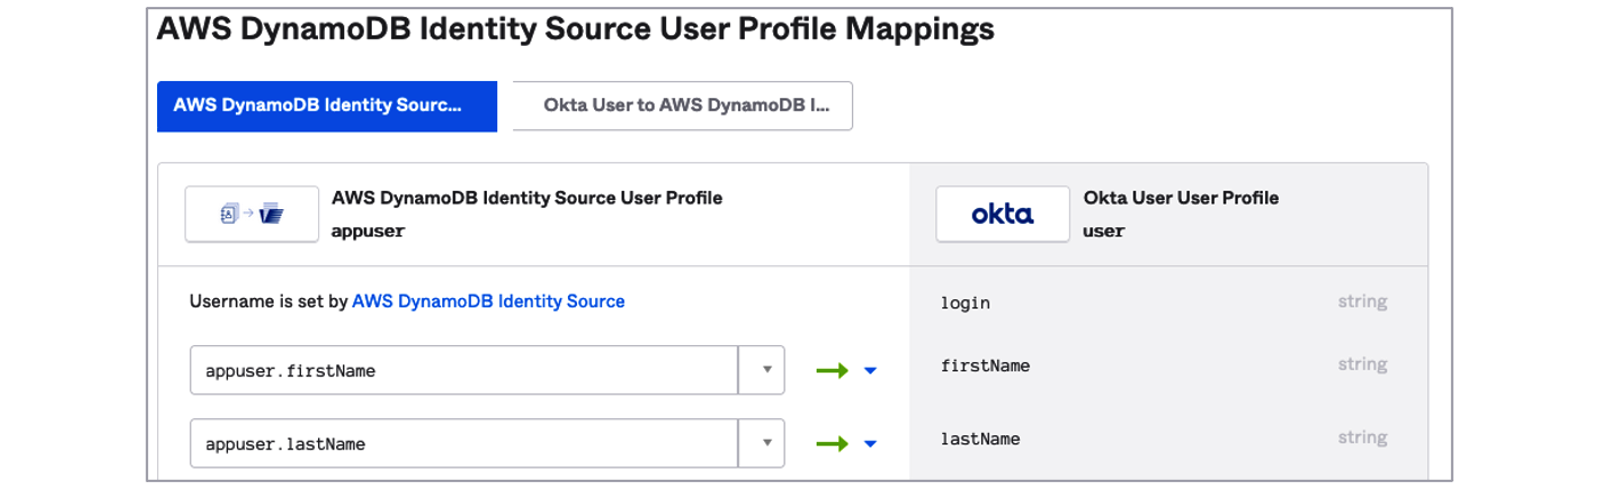 AWS DynamoDB Identity Source User Profile Mappings
AWS DynamoDB Identity Sourc...
Okta User to AWS DynamoDB I...
AWS DynamoDB Identity Source User Profile
appuser
okta
Okta User User Profile
user
Username is set by AWS DynamoDB Identity Source
login
string
appuser.firstName
firstName
string
appuser.lastName
lastName
string